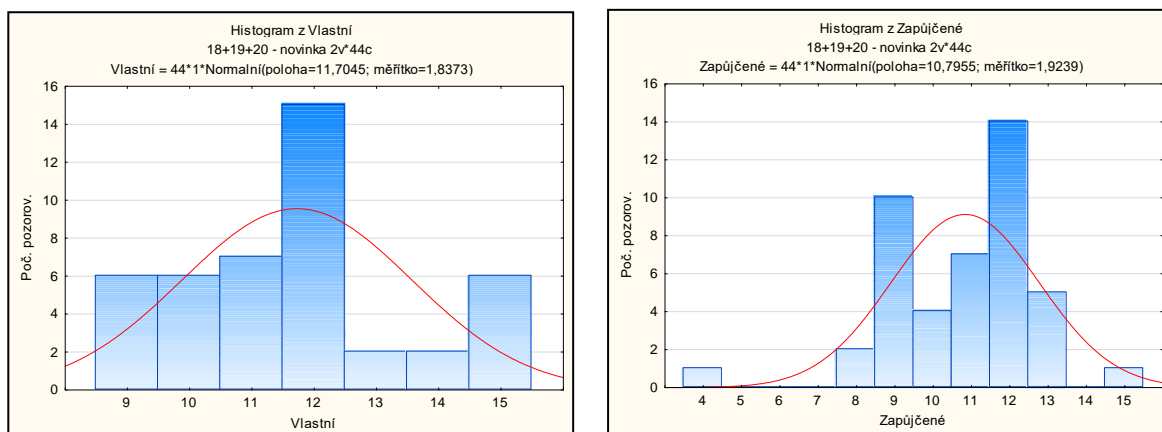 Histogram z Vlastní
18+19+20 - novinka 2v*44c
Vlastní = 44*1*Normalní(poloha=11,7045; měřítko=1,8373)
16
14
12
10
8
6
4
2
0
Poč. pozorov.
9 10 11 12 13 14 15
Vlastní
Histogram z Zapůjčené
18+19+20 - novinka 2v*44c
Zapůjčené = 44*1*Normalní(poloha=10,7955; měřítko=1,9239)
16
14
12
10
8
6
4
2
0
Poč. pozorov.
4 5 6 7 8 9 10 11 12 13 14 15
Zapůjčené